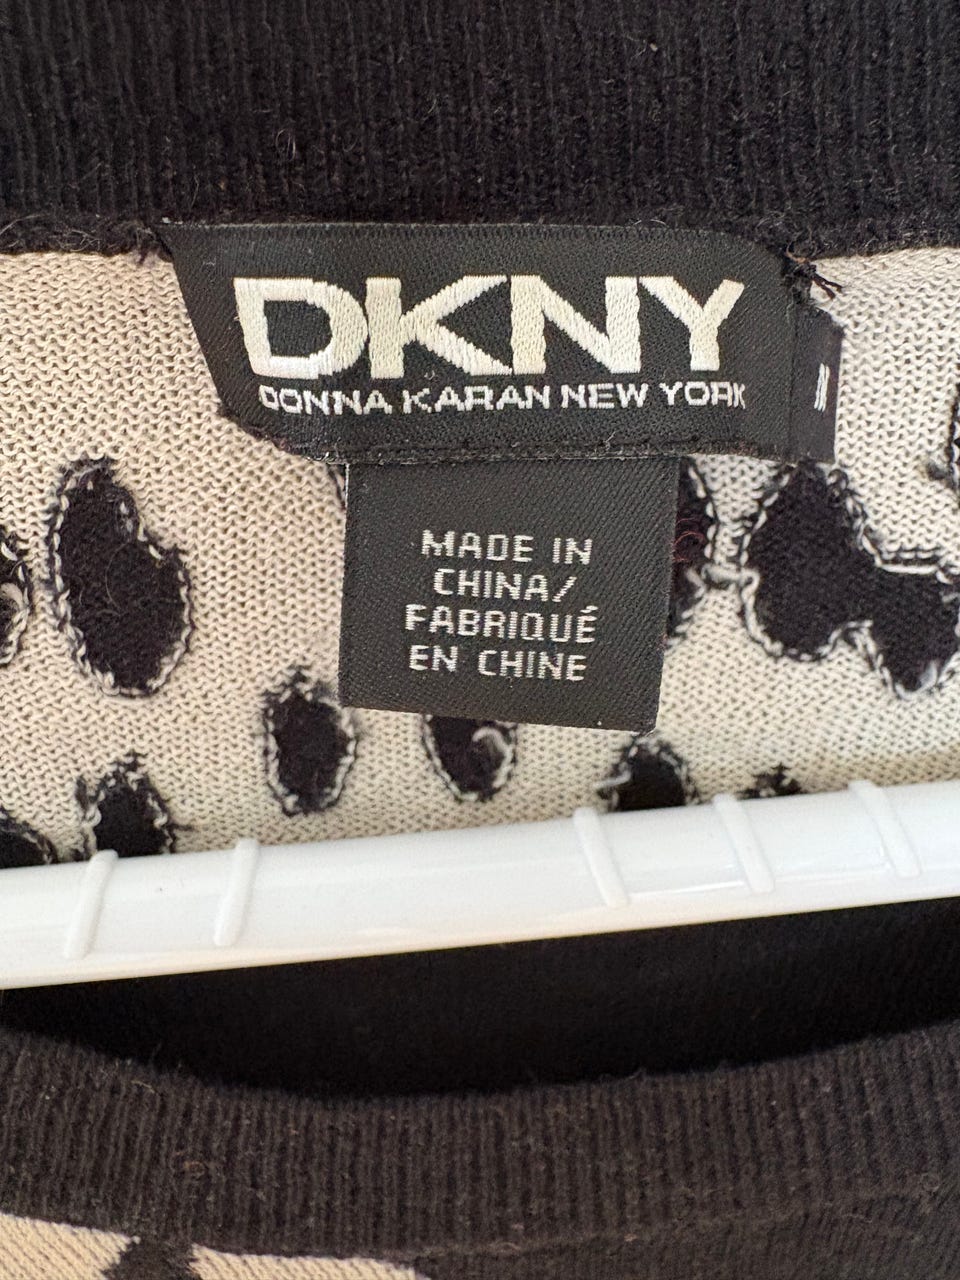 DKNY
DONNA KARAN NEW YORK
MADE IN
CHINA/
FABRIQUÉ
EN CHINE